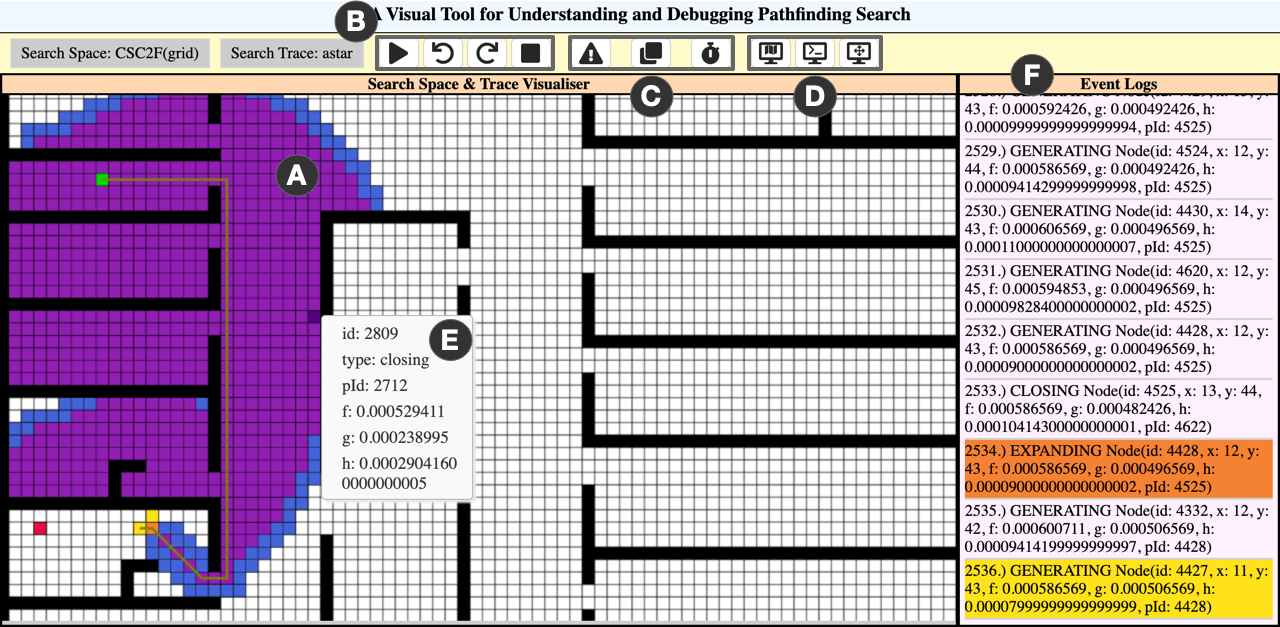 A Visual Tool for Understanding and Debugging Pathfinding Search
B
Search Space: CSC2F(grid)
Search Trace: astar
Search Space & Trace Visualiser
C
D
F
Event Logs
A
E
id: 2809
type: closing
pId: 2712
f: 0.000529411
g: 0.000238995
h: 0.0002904160
0000000005
43, f: 0.000592426, g: 0.000492426, h:
0.00009999999999999994, pId: 4525)
2529.) GENERATING Node(id: 4524, x: 12, y:
44, f: 0.000586569, g: 0.000492426, h:
0.00009414299999999998, pId: 4525)
2530.) GENERATING Node(id: 4430, x: 14, y:
43, f: 0.000606569, g: 0.000496569, h:
0.00011000000000000007, pId: 4525)
2531.) GENERATING Node(id: 4620, x: 12, y:
45, f: 0.000594853, g: 0.000496569, h:
0.00009828400000000002, pId: 4525)
2532.) GENERATING Node(id: 4428, x: 12, y:
43, f: 0.000586569, g: 0.000496569, h:
0.00009000000000000002, pId: 4525)
2533.) CLOSING Node(id: 4525, x: 13, y: 44,
f: 0.000586569, g: 0.000482426, h:
0.00010414300000000001, pId: 4622)
2534.) EXPANDING Node(id: 4428, x: 12, y:
43, f: 0.000586569, g: 0.000496569, h:
0.00009000000000000002, pId: 4525)
2535.) GENERATING Node(id: 4332, x: 12, y:
42, f: 0.000600711, g: 0.000506569, h:
0.00009414199999999997, pId: 4428)
2536.) GENERATING Node(id: 4427, x: 11, y:
43, f: 0.000586569, g: 0.000506569, h:
0.00007999999999999999, pId: 4428)